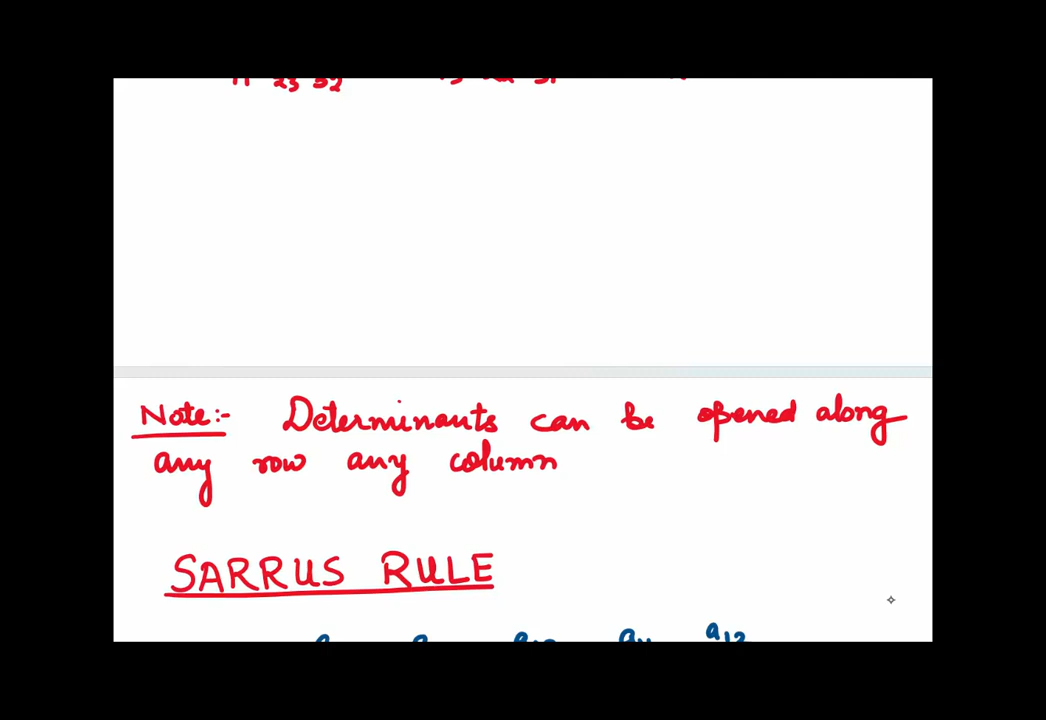 Note:- Determinants can be opened along
any row any column
SARRUS RULE